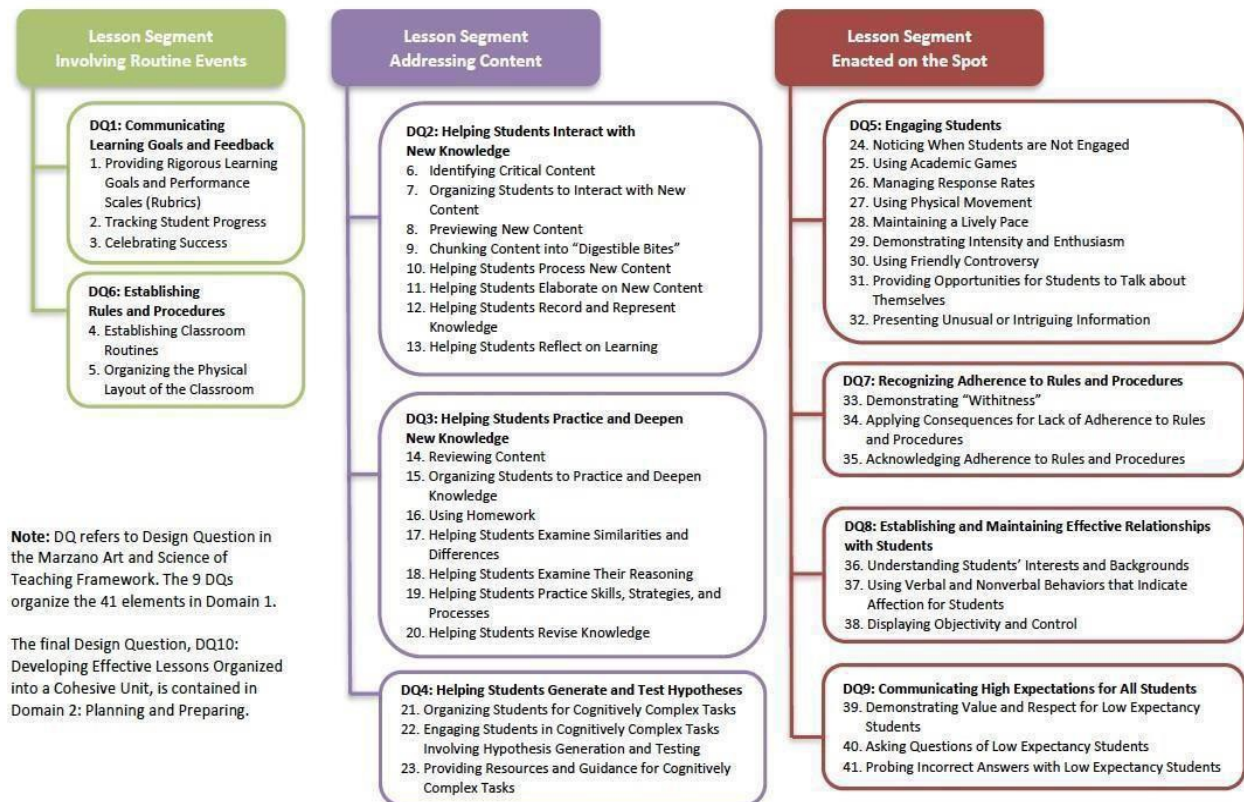 Lesson Segment
Involving Routine Events
DQ1: Communicating
Learning Goals and Feedback
1. Providing Rigorous Learning
Goals and Performance
Scales (Rubrics)
2. Tracking Student Progress
3. Celebrating Success
DQ6: Establishing
Rules and Procedures
4. Establishing Classroom
Routines
5. Organizing the Physical
Layout of the Classroom
Note: DQ refers to Design Question in
the Marzano Art and Science of
Teaching Framework. The 9 DQs
organize the 41 elements in Domain 1.
The final Design Question, DQ10:
Developing Effective Lessons Organized
into a Cohesive Unit, is contained in
Domain 2: Planning and Preparing.
Lesson Segment
Addressing Content
DQ2: Helping Students Interact with
New Knowledge
6. Identifying Critical Content
7. Organizing Students to Interact with New
Content
8. Previewing New Content
9. Chunking Content into “Digestible Bites”
10. Helping Students Process New Content
11. Helping Students Elaborate on New Content
12. Helping Students Record and Represent
Knowledge
13. Helping Students Reflect on Learning
DQ3: Helping Students Practice and Deepen
New Knowledge
14. Reviewing Content
15. Organizing Students to Practice and Deepen
Knowledge
16. Using Homework
17. Helping Students Examine Similarities and
Differences
18. Helping Students Examine Their Reasoning
19. Helping Students Practice Skills, Strategies, and
Processes
20. Helping Students Revise Knowledge
DQ4: Helping Students Generate and Test Hypotheses
21. Organizing Students for Cognitively Complex Tasks
22. Engaging Students in Cognitively Complex Tasks
Involving Hypothesis Generation and Testing
23. Providing Resources and Guidance for Cognitively
Complex Tasks
Lesson Segment
Enacted on the Spot
DQ5: Engaging Students
24. Noticing When Students are Not Engaged
25. Using Academic Games
26. Managing Response Rates
27. Using Physical Movement
28. Maintaining a Lively Pace
29. Demonstrating Intensity and Enthusiasm
30. Using Friendly Controversy
31. Providing Opportunities for Students to Talk about
Themselves
32. Presenting Unusual or Intriguing Information
DQ7: Recognizing Adherence to Rules and Procedures
33. Demonstrating “Withitness”
34. Applying Consequences for Lack of Adherence to Rules
and Procedures
35. Acknowledging Adherence to Rules and Procedures
DQ8: Establishing and Maintaining Effective Relationships
with Students
36. Understanding Students’ Interests and Backgrounds
37. Using Verbal and Nonverbal Behaviors that Indicate
Affection for Students
38. Displaying Objectivity and Control
DQ9: Communicating High Expectations for All Students
39. Demonstrating Value and Respect for Low Expectancy
Students
40. Asking Questions of Low Expectancy Students
41. Probing Incorrect Answers with Low Expectancy Students